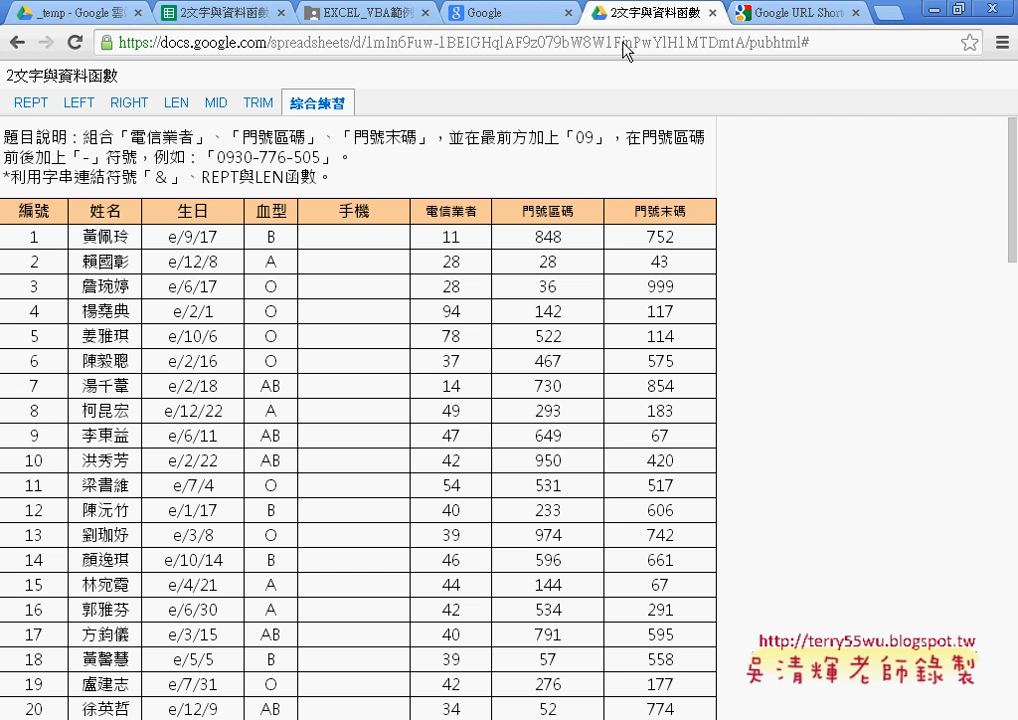 _temp - Google 雲
2文字與資料函數
EXCEL_VBA範例
Google
2文字與資料函數
Google URL Short
https://docs.google.com/spreadsheets/d/1mIn6Fuw-1BEIGHqlAF9z079bW8W1FjnPwYlH1MTDmtA/pubhtml#
2文字與資料函數
REPT LEFT RIGHT LEN MID TRIM 綜合練習
題目說明：組合「電信業者」、「門號區碼」、「門號末碼」，並在最前方加上「09」，在門號區碼
前後加上「-」符號，例如：「0930-776-505」。
*利用字串連結符號「&」、REPT與LEN函數。
編號 姓名 生日 血型 手機 電信業者 門號區碼 門號末碼
1 黃佩玲 e/9/17 B 11 848 752
2 賴國彰 e/12/8 A 28 28 43
3 詹琬婷 e/6/17 O 28 36 999
4 楊堯典 e/2/1 O 94 142 117
5 姜雅琪 e/10/6 O 78 522 114
6 陳毅聰 e/2/16 O 37 467 575
7 湯千葦 e/2/18 AB 14 730 854
8 柯昆宏 e/12/22 A 49 293 183
9 李東益 e/6/11 AB 47 649 67
10 洪秀芳 e/2/22 AB 42 950 420
11 梁書維 e/7/4 O 54 531 517
12 陳沅竹 e/1/17 B 40 233 606
13 劉珈妤 e/3/8 O 39 974 742
14 顏逸琪 e/10/14 B 46 596 661
15 林宛霓 e/4/21 A 44 144 67
16 郭雅芬 e/6/30 A 42 534 291
17 方鈞儀 e/3/15 AB 40 791 595
18 黃馨慧 e/5/5 B 39 57 558
19 盧建志 e/7/31 O 42 276 177
20 徐英哲 e/12/9 AB 34 52 774
http://terry55wu.blogspot.tw
吳清輝老師錄製